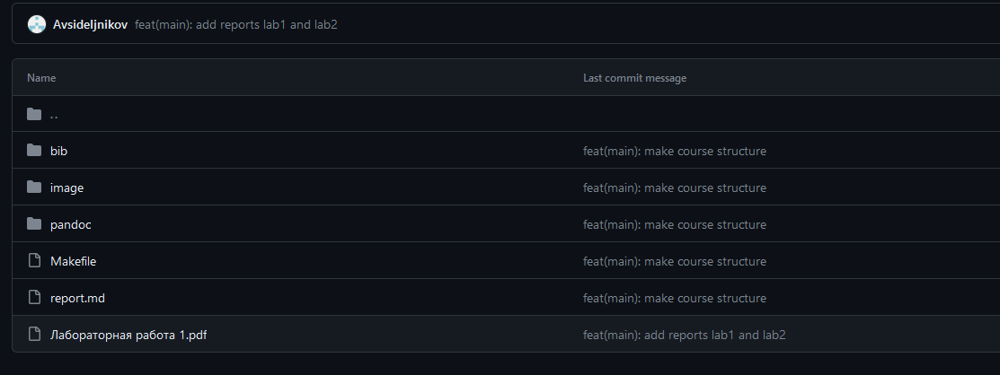 Avsideljnikov feat(main): add reports lab1 and lab2
Name Last commit message
..
bib feat(main): make course structure
image feat(main): make course structure
pandoc feat(main): make course structure
Makefile feat(main): make course structure
report.md feat(main): make course structure
Лабораторная работа 1.pdf feat(main): add reports lab1 and lab2